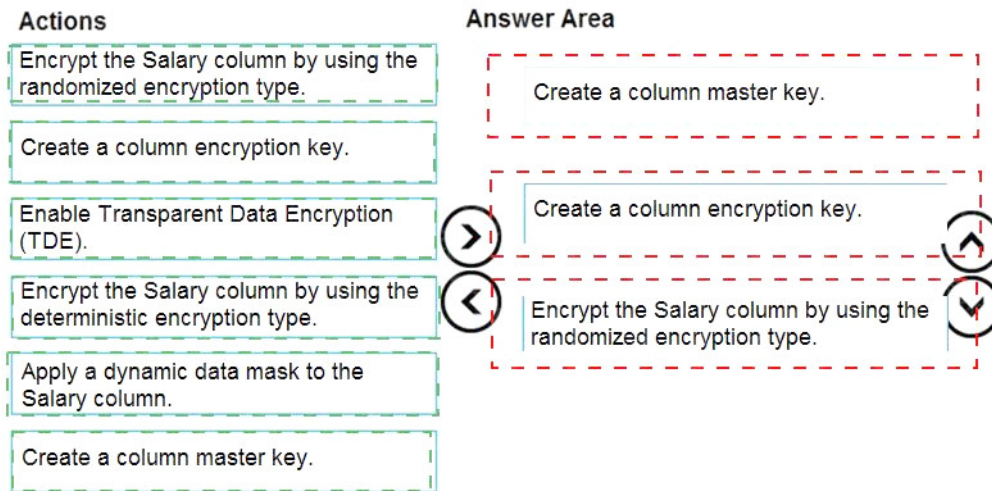 Actions
Encrypt the Salary column by using the
randomized encryption type.
Create a column encryption key.
Enable Transparent Data Encryption
(TDE).
Encrypt the Salary column by using the
deterministic encryption type.
Apply a dynamic data mask to the
Salary column.
Create a column master key.
Answer Area
Create a column master key.
Create a column encryption key.
Encrypt the Salary column by using the
randomized encryption type.